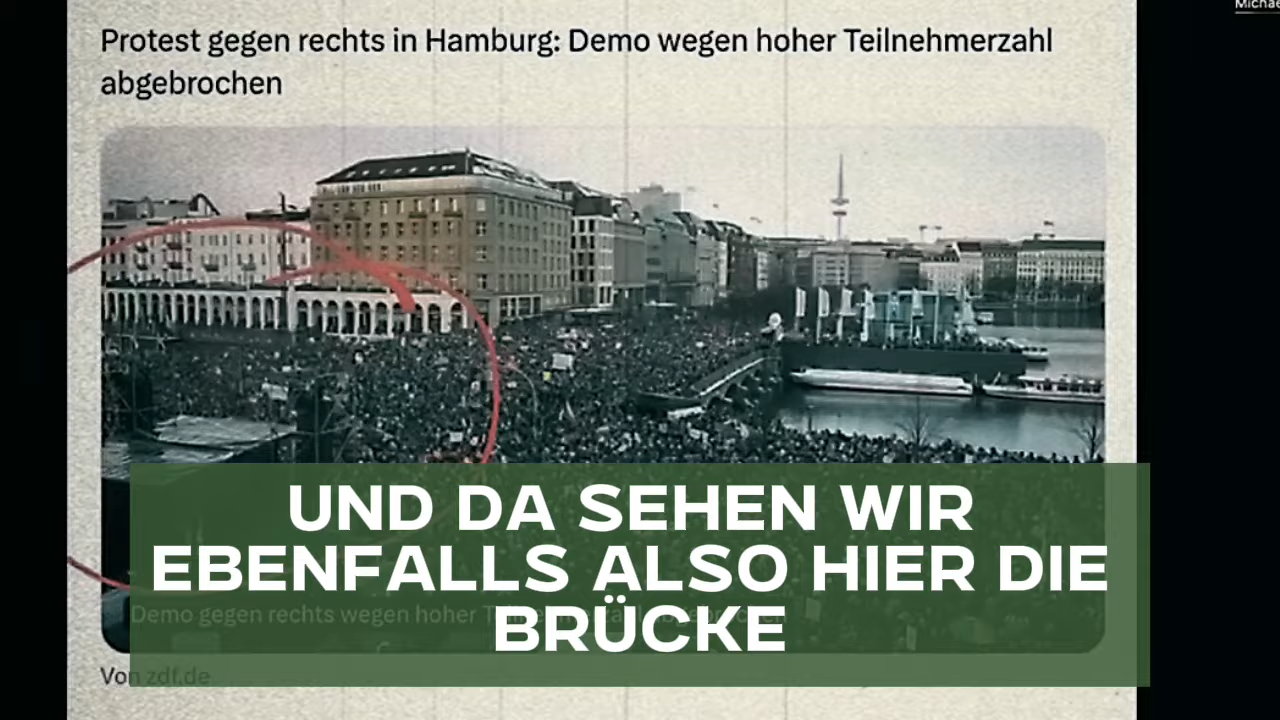 Michae
Protest gegen rechts in Hamburg: Demo wegen hoher Teilnehmerzahl
abgebrochen
UND DA SEHEN WIR
EBENFALLS ALSO HIER DIE
BRÜCKE
Demo gegen rechts wegen hoher
Von zdf.de